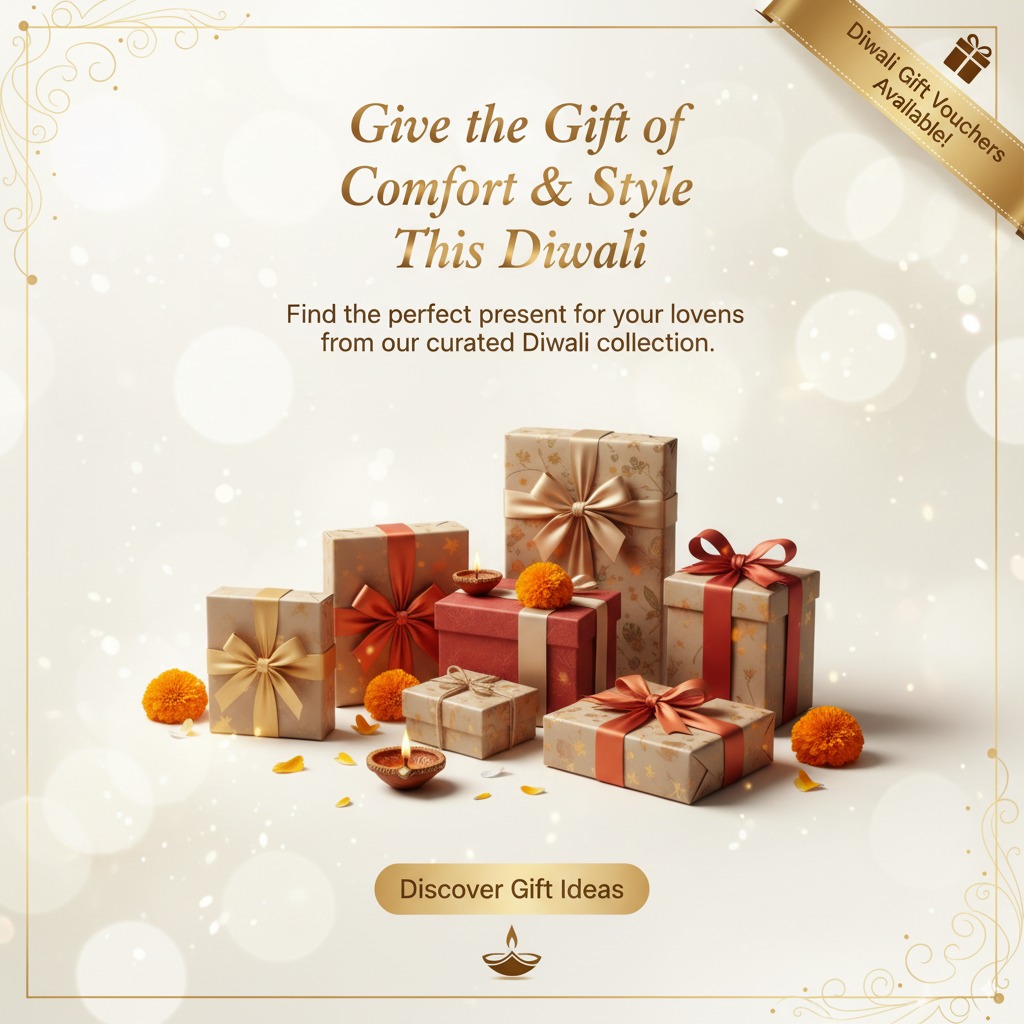 Diwali Gift Vouchers
Available!
Give the Gift of
Comfort & Style
This Diwali
Find the perfect present for your lovens
from our curated Diwali collection.
Discover Gift Ideas